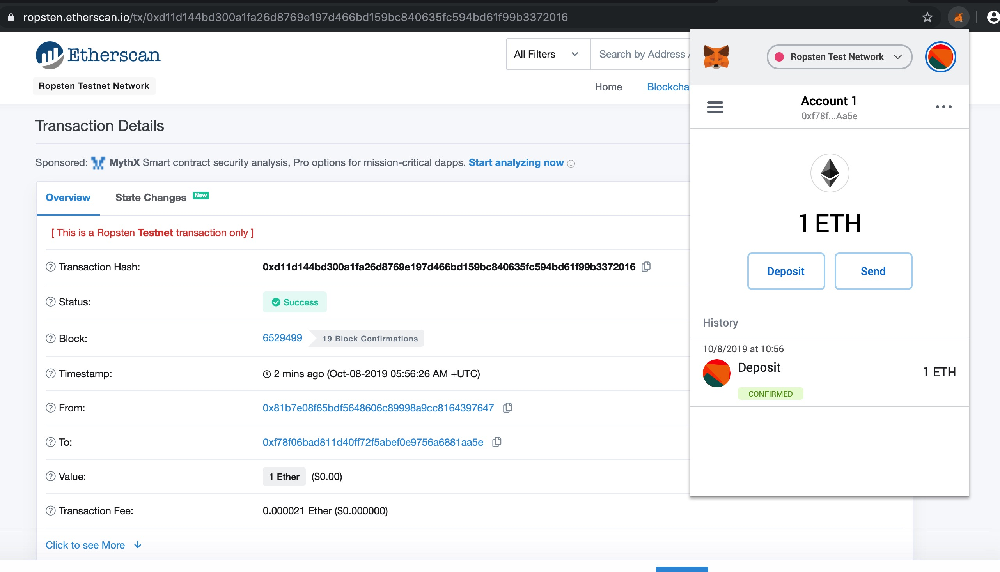 ropsten.etherscan.io/tx/0xd11d144bd300a1fa26d8769e197d466bd159bc840635fc594bd61f99b3372016
Etherscan
All Filters
Search by Address /
Ropsten Testnet Network
Home
Blockchai
Transaction Details
Sponsored: MythX Smart contract security analysis, Pro options for mission-critical dapps. Start analyzing now
Overview
State Changes New
[ This is a Ropsten Testnet transaction only ]
Transaction Hash: 0xd11d144bd300a1fa26d8769e197d466bd159bc840635fc594bd61f99b3372016
Status: Success
Block: 6529499 19 Block Confirmations
Timestamp: 2 mins ago (Oct-08-2019 05:56:26 AM +UTC)
From: 0x81b7e08f65bdf5648606c89998a9cc8164397647
To: 0xf78f06bad811d40ff72f5abef0e9756a6881aa5e
Value: 1 Ether ($0.00)
Transaction Fee: 0.000021 Ether ($0.000000)
Click to see More
Ropsten Test Network
Account 1
0xf78f...Aa5e
1 ETH
Deposit
Send
History
10/8/2019 at 10:56
Deposit
1 ETH
CONFIRMED